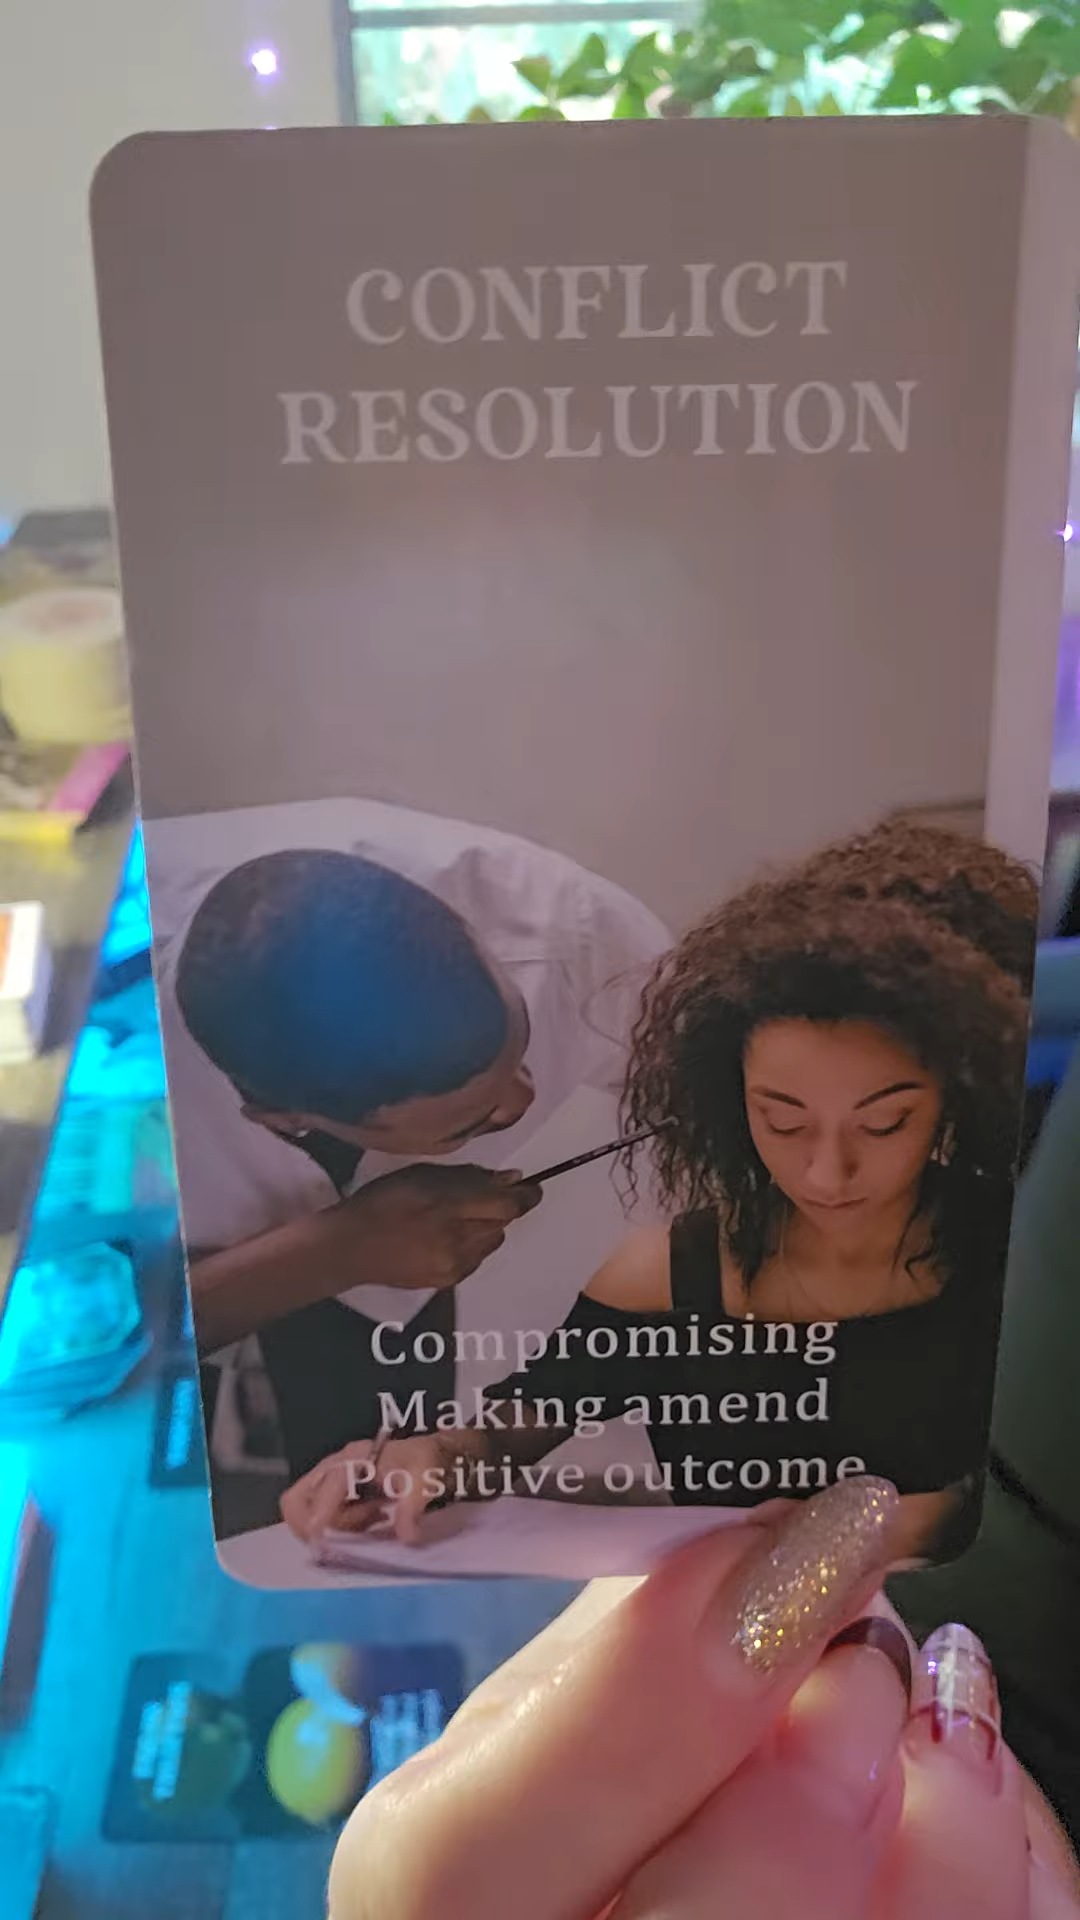 CONFLICT
RESOLUTION
Compromising
Making amend
Positive outcome